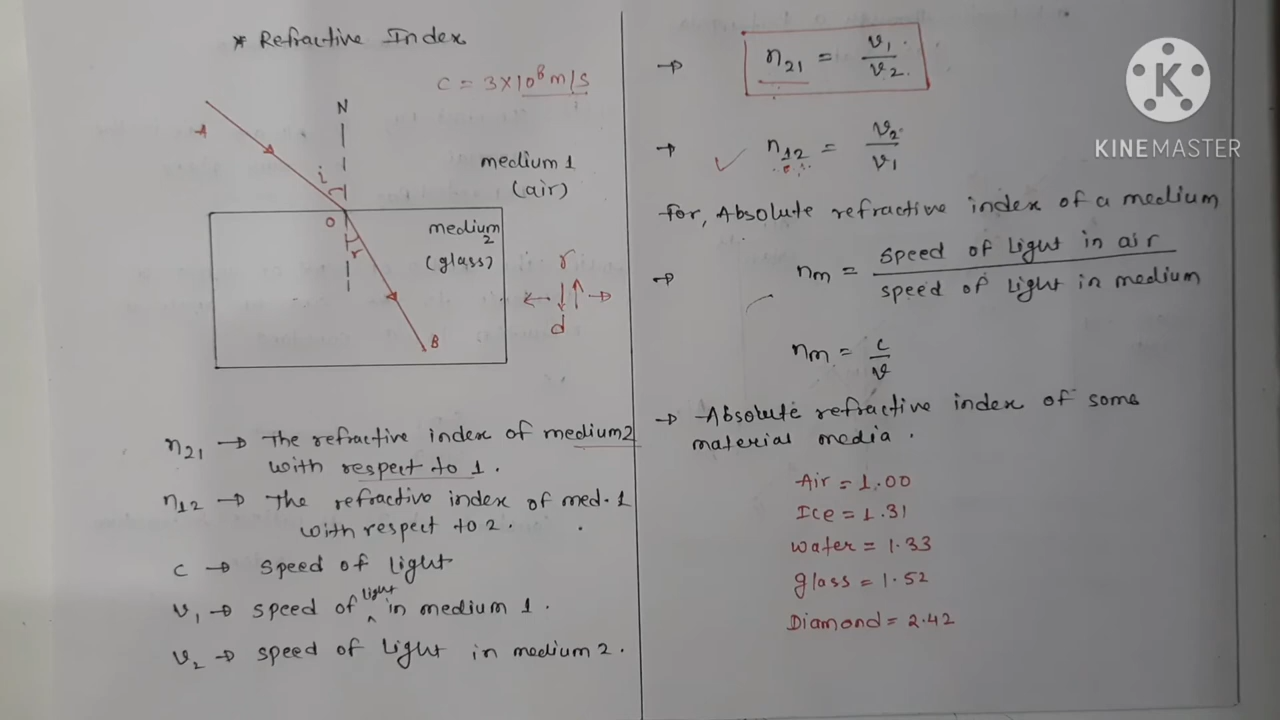 * Refractive Index
C = 3×10⁸ m/s
N
A
i
medium 1
(air)
O
medium
2
(glass)
r
B
r
d
n₂₁ → The refractive index of medium2
with respect to 1.
n₁₂ → The refractive index of med. 1
with respect to 2.
c → speed of light
v₁ → speed of light in medium 1.
v₂ → speed of light in medium 2.
→ n₂₁ = v₁/v₂
→ n₁₂ = v₂/v₁
For, Absolute refractive index of a medium
→ nm = speed of light in air / speed of light in medium
nm = c/v
→ Absolute refractive index of some
material media.
Air = 1.00
Ice = 1.31
water = 1.33
glass = 1.52
Diamond = 2.42
K
KINEMASTER